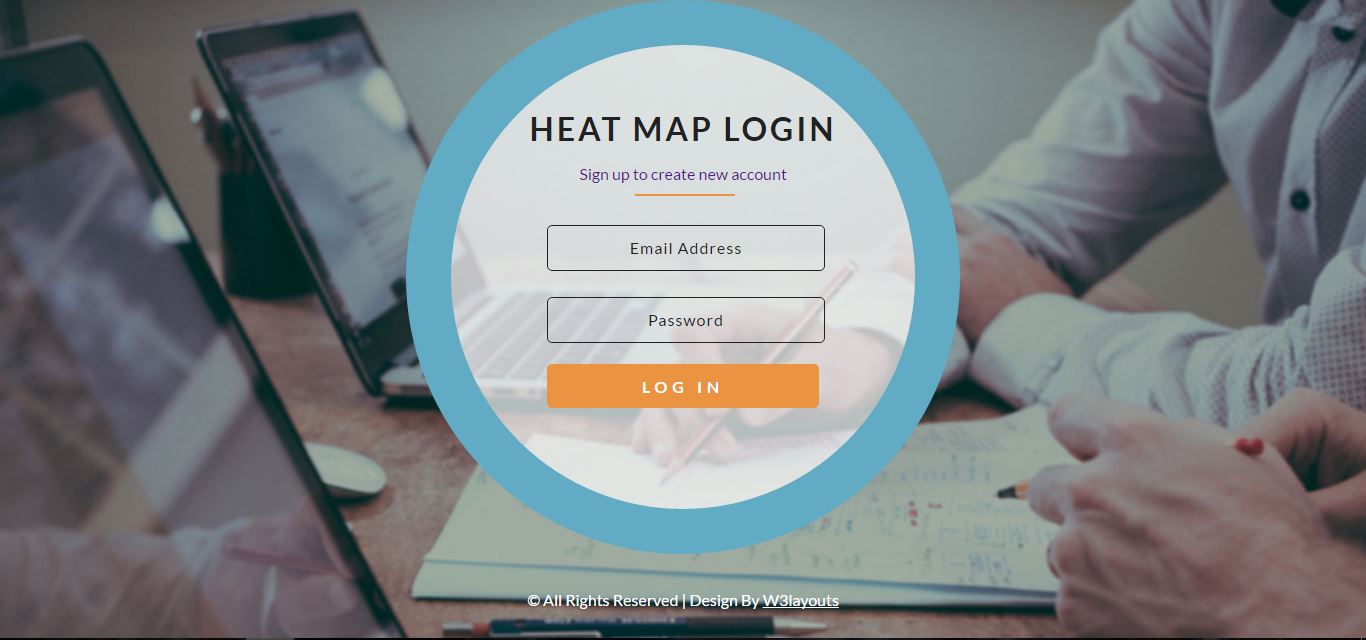 HEAT MAP LOGIN
Sign up to create new account
Email Address
Password
LOG IN
© All Rights Reserved | Design By W3layouts